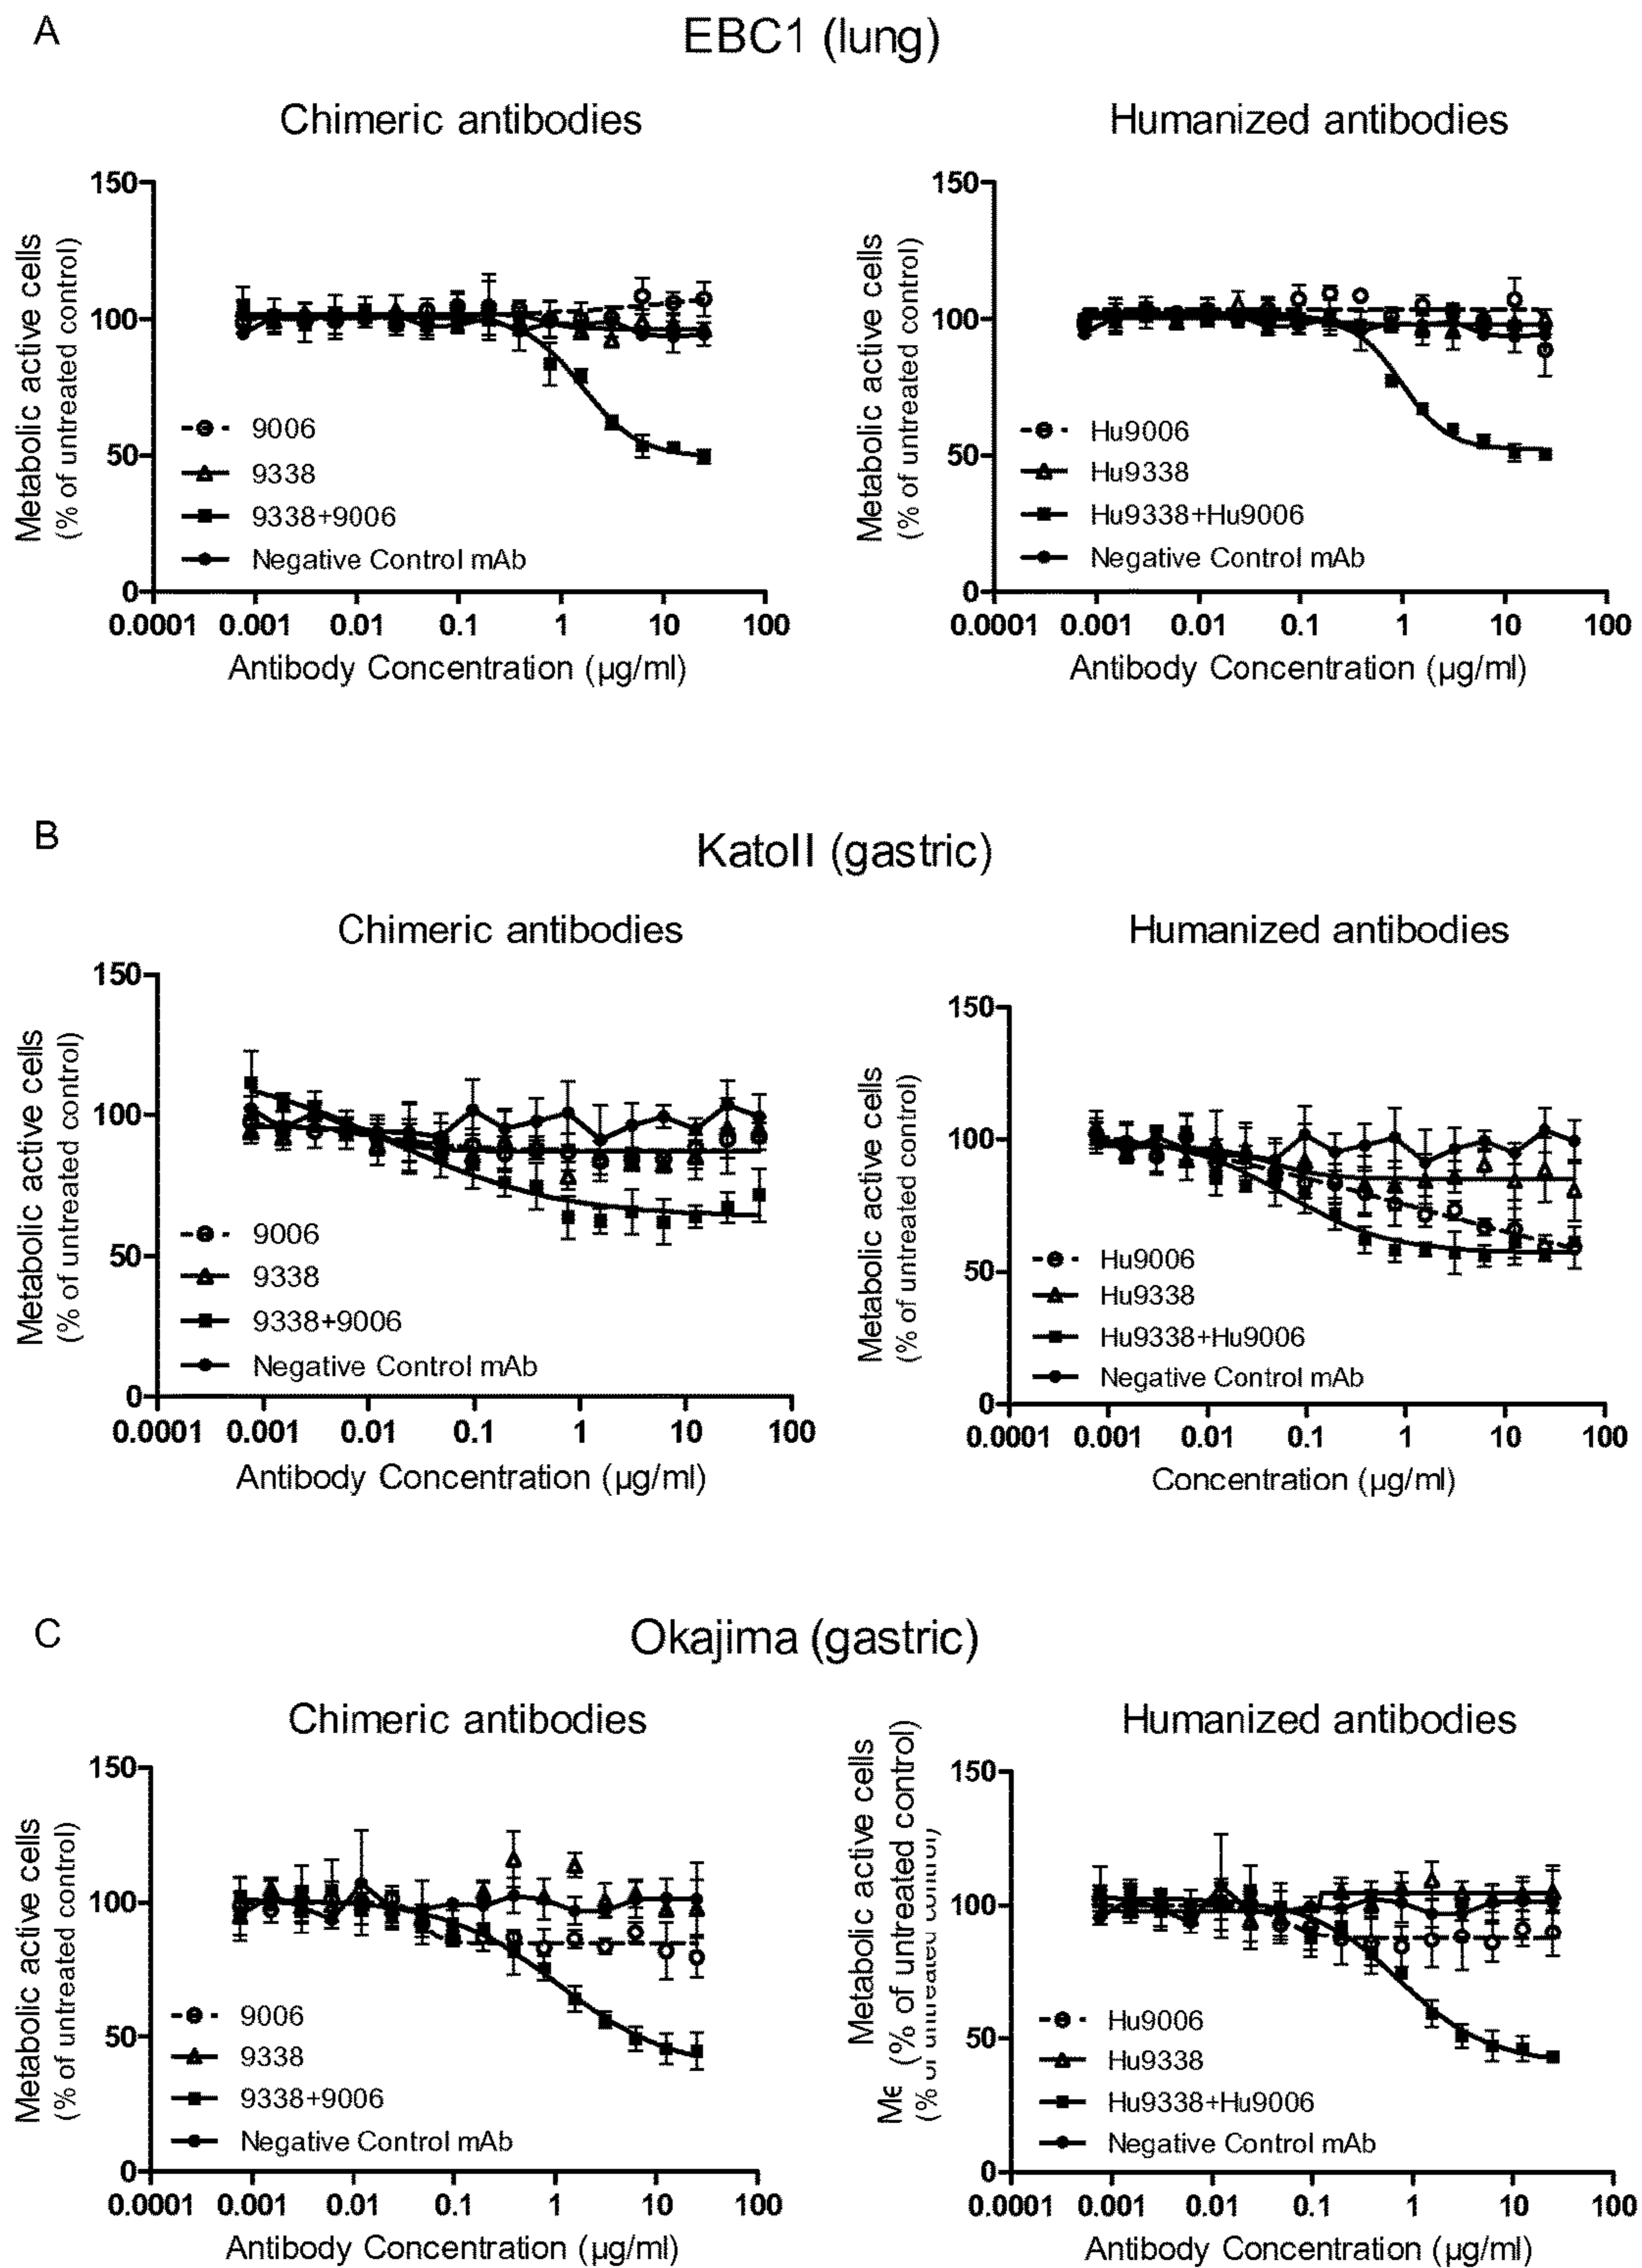 A
EBC1 (lung)
Chimeric antibodies
Metabolic active cells
(% of untreated control)
150
100
50
0
9006
9338
9338+9006
Negative Control mAb
0.0001 0.001 0.01 0.1 1 10 100
Antibody Concentration (µg/ml)
Humanized antibodies
Metabolic active cells
(% of untreated control)
150
100
50
0
Hu9006
Hu9338
Hu9338+Hu9006
Negative Control mAb
0.0001 0.001 0.01 0.1 1 10 100
Antibody Concentration (µg/ml)
B
KatoII (gastric)
Chimeric antibodies
Metabolic active cells
(% of untreated control)
150
100
50
0
9006
9338
9338+9006
Negative Control mAb
0.0001 0.001 0.01 0.1 1 10 100
Antibody Concentration (µg/ml)
Humanized antibodies
Metabolic active cells
(% of untreated control)
150
100
50
0
Hu9006
Hu9338
Hu9338+Hu9006
Negative Control mAb
0.0001 0.001 0.01 0.1 1 10 100
Concentration (µg/ml)
C
Okajima (gastric)
Chimeric antibodies
Metabolic active cells
(% of untreated control)
150
100
50
0
9006
9338
9338+9006
Negative Control mAb
0.0001 0.001 0.01 0.1 1 10 100
Antibody Concentration (µg/ml)
Humanized antibodies
Metabolic active cells
(% of untreated control)
150
100
50
0
Hu9006
Hu9338
Hu9338+Hu9006
Negative Control mAb
0.0001 0.001 0.01 0.1 1 10 100
Antibody Concentration (µg/ml)